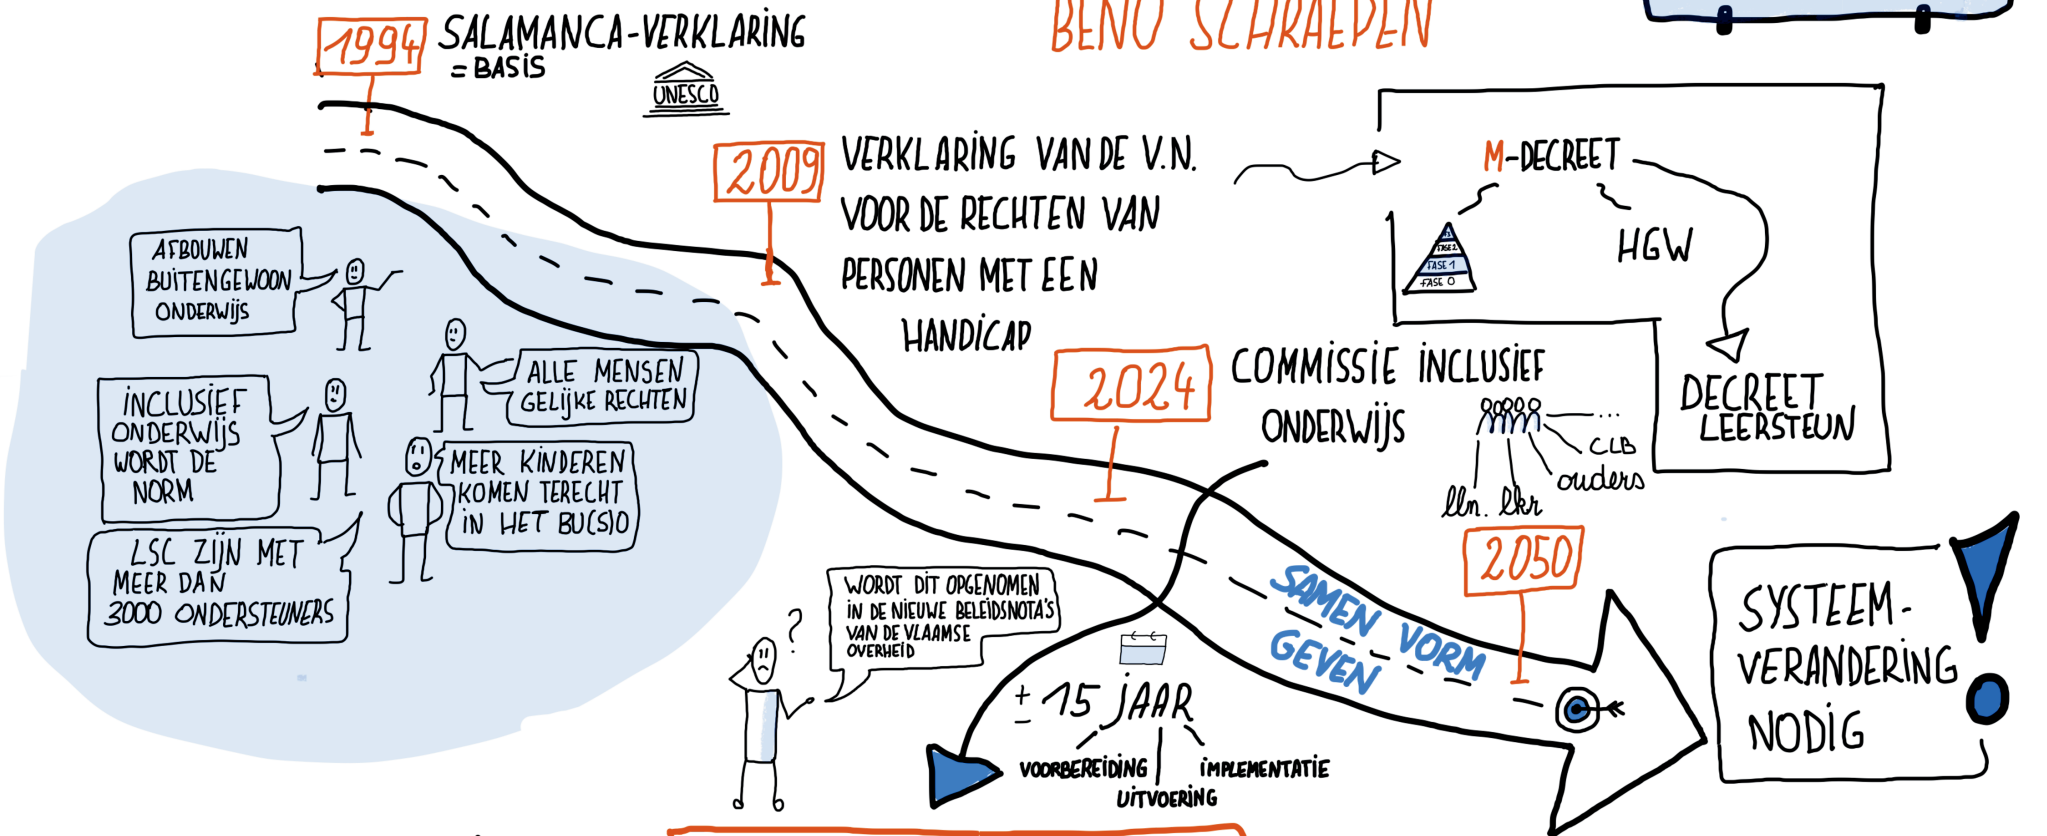 BENO SCHRAEPEN
1994
SALAMANCA-VERKLARING
= BASIS
UNESCO
2009
VERKLARING VAN DE V.N.
VOOR DE RECHTEN VAN
PERSONEN MET EEN
HANDICAP
M-DECREET
HGW
FASE 2
FASE 1
FASE 0
DECREET
LEERSTEUN
AFBOUWEN
BUITENGEWOON
ONDERWIJS
ALLE MENSEN
GELIJKE RECHTEN
INCLUSIEF
ONDERWIJS
WORDT DE
NORM
MEER KINDEREN
KOMEN TERECHT
IN HET BU(S)O
LSC ZIJN MET
MEER DAN
3000 ONDERSTEUNERS
2024
COMMISSIE INCLUSIEF
ONDERWIJS
...
CLB
ouders
lln. lkr
WORDT DIT OPGENOMEN
IN DE NIEUWE BELEIDSNOTA'S
VAN DE VLAAMSE
OVERHEID
?
± 15 JAAR
VOORBEREIDING
UITVOERING
IMPLEMENTATIE
SAMEN VORM
GEVEN
2050
SYSTEEM-
VERANDERING
NODIG
!